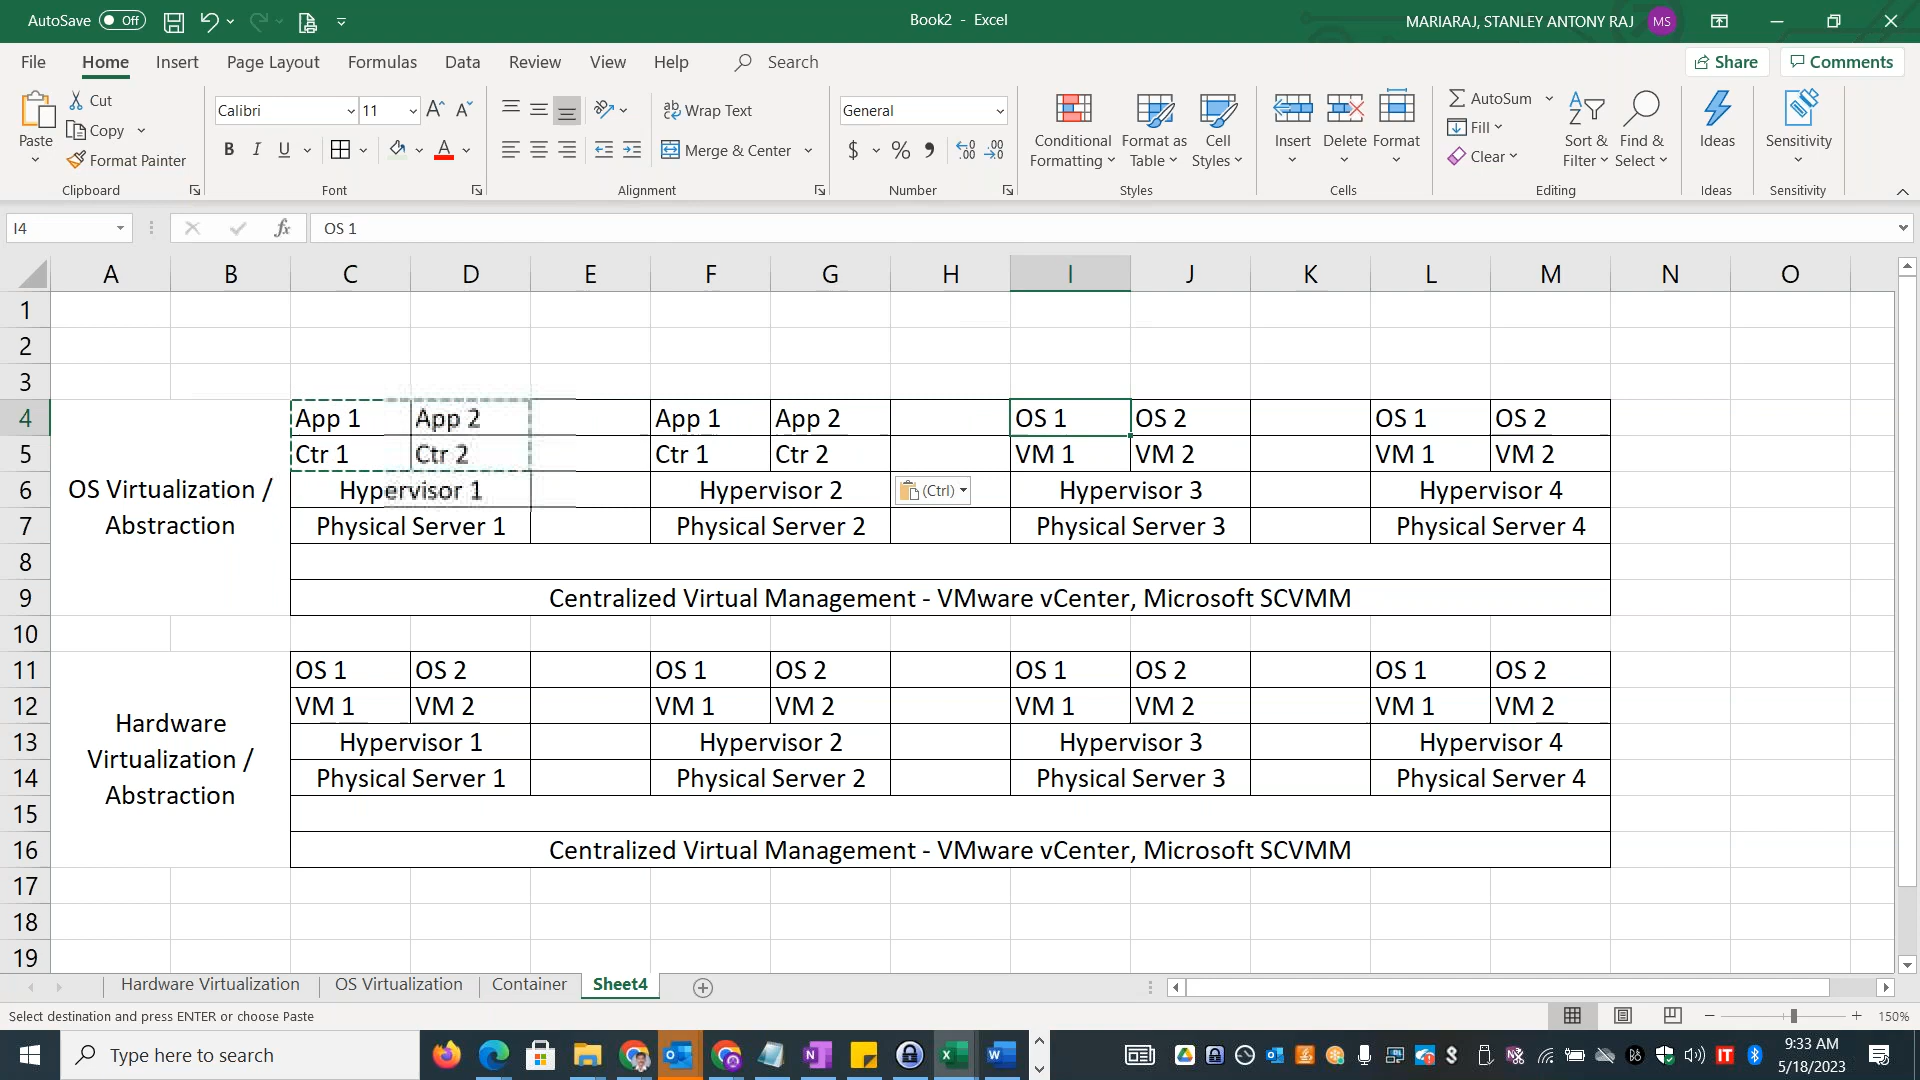 AutoSave Off
Book2 - Excel
MARIARAJ, STANLEY ANTONY RAJ MS
File Home Insert Page Layout Formulas Data Review View Help Search Share Comments
Paste Cut Copy Format Painter Clipboard
Calibri 11 B I U A Font
Wrap Text Merge & Center Alignment
General $ % Number
Conditional Formatting Format as Table Cell Styles Styles
Insert Delete Format Cells
AutoSum Fill Clear Sort & Filter Find & Select Editing
Ideas Ideas
Sensitivity Sensitivity
I4 fx OS 1
A B C D E F G H I J K L M N O
1
2
3
4 App 1 App 2 App 1 App 2 OS 1 OS 2 OS 1 OS 2
5 Ctr 1 Ctr 2 Ctr 1 Ctr 2 VM 1 VM 2 VM 1 VM 2
OS Virtualization /
Abstraction
6 Hypervisor 1 Hypervisor 2 (Ctrl) Hypervisor 3 Hypervisor 4
7 Physical Server 1 Physical Server 2 Physical Server 3 Physical Server 4
8
9 Centralized Virtual Management - VMware vCenter, Microsoft SCVMM
10
11 OS 1 OS 2 OS 1 OS 2 OS 1 OS 2 OS 1 OS 2
12 VM 1 VM 2 VM 1 VM 2 VM 1 VM 2 VM 1 VM 2
Hardware
Virtualization /
Abstraction
13 Hypervisor 1 Hypervisor 2 Hypervisor 3 Hypervisor 4
14 Physical Server 1 Physical Server 2 Physical Server 3 Physical Server 4
15
16 Centralized Virtual Management - VMware vCenter, Microsoft SCVMM
17
18
19
Hardware Virtualization OS Virtualization Container Sheet4
Select destination and press ENTER or choose Paste
150%
Type here to search
9:33 AM
5/18/2023